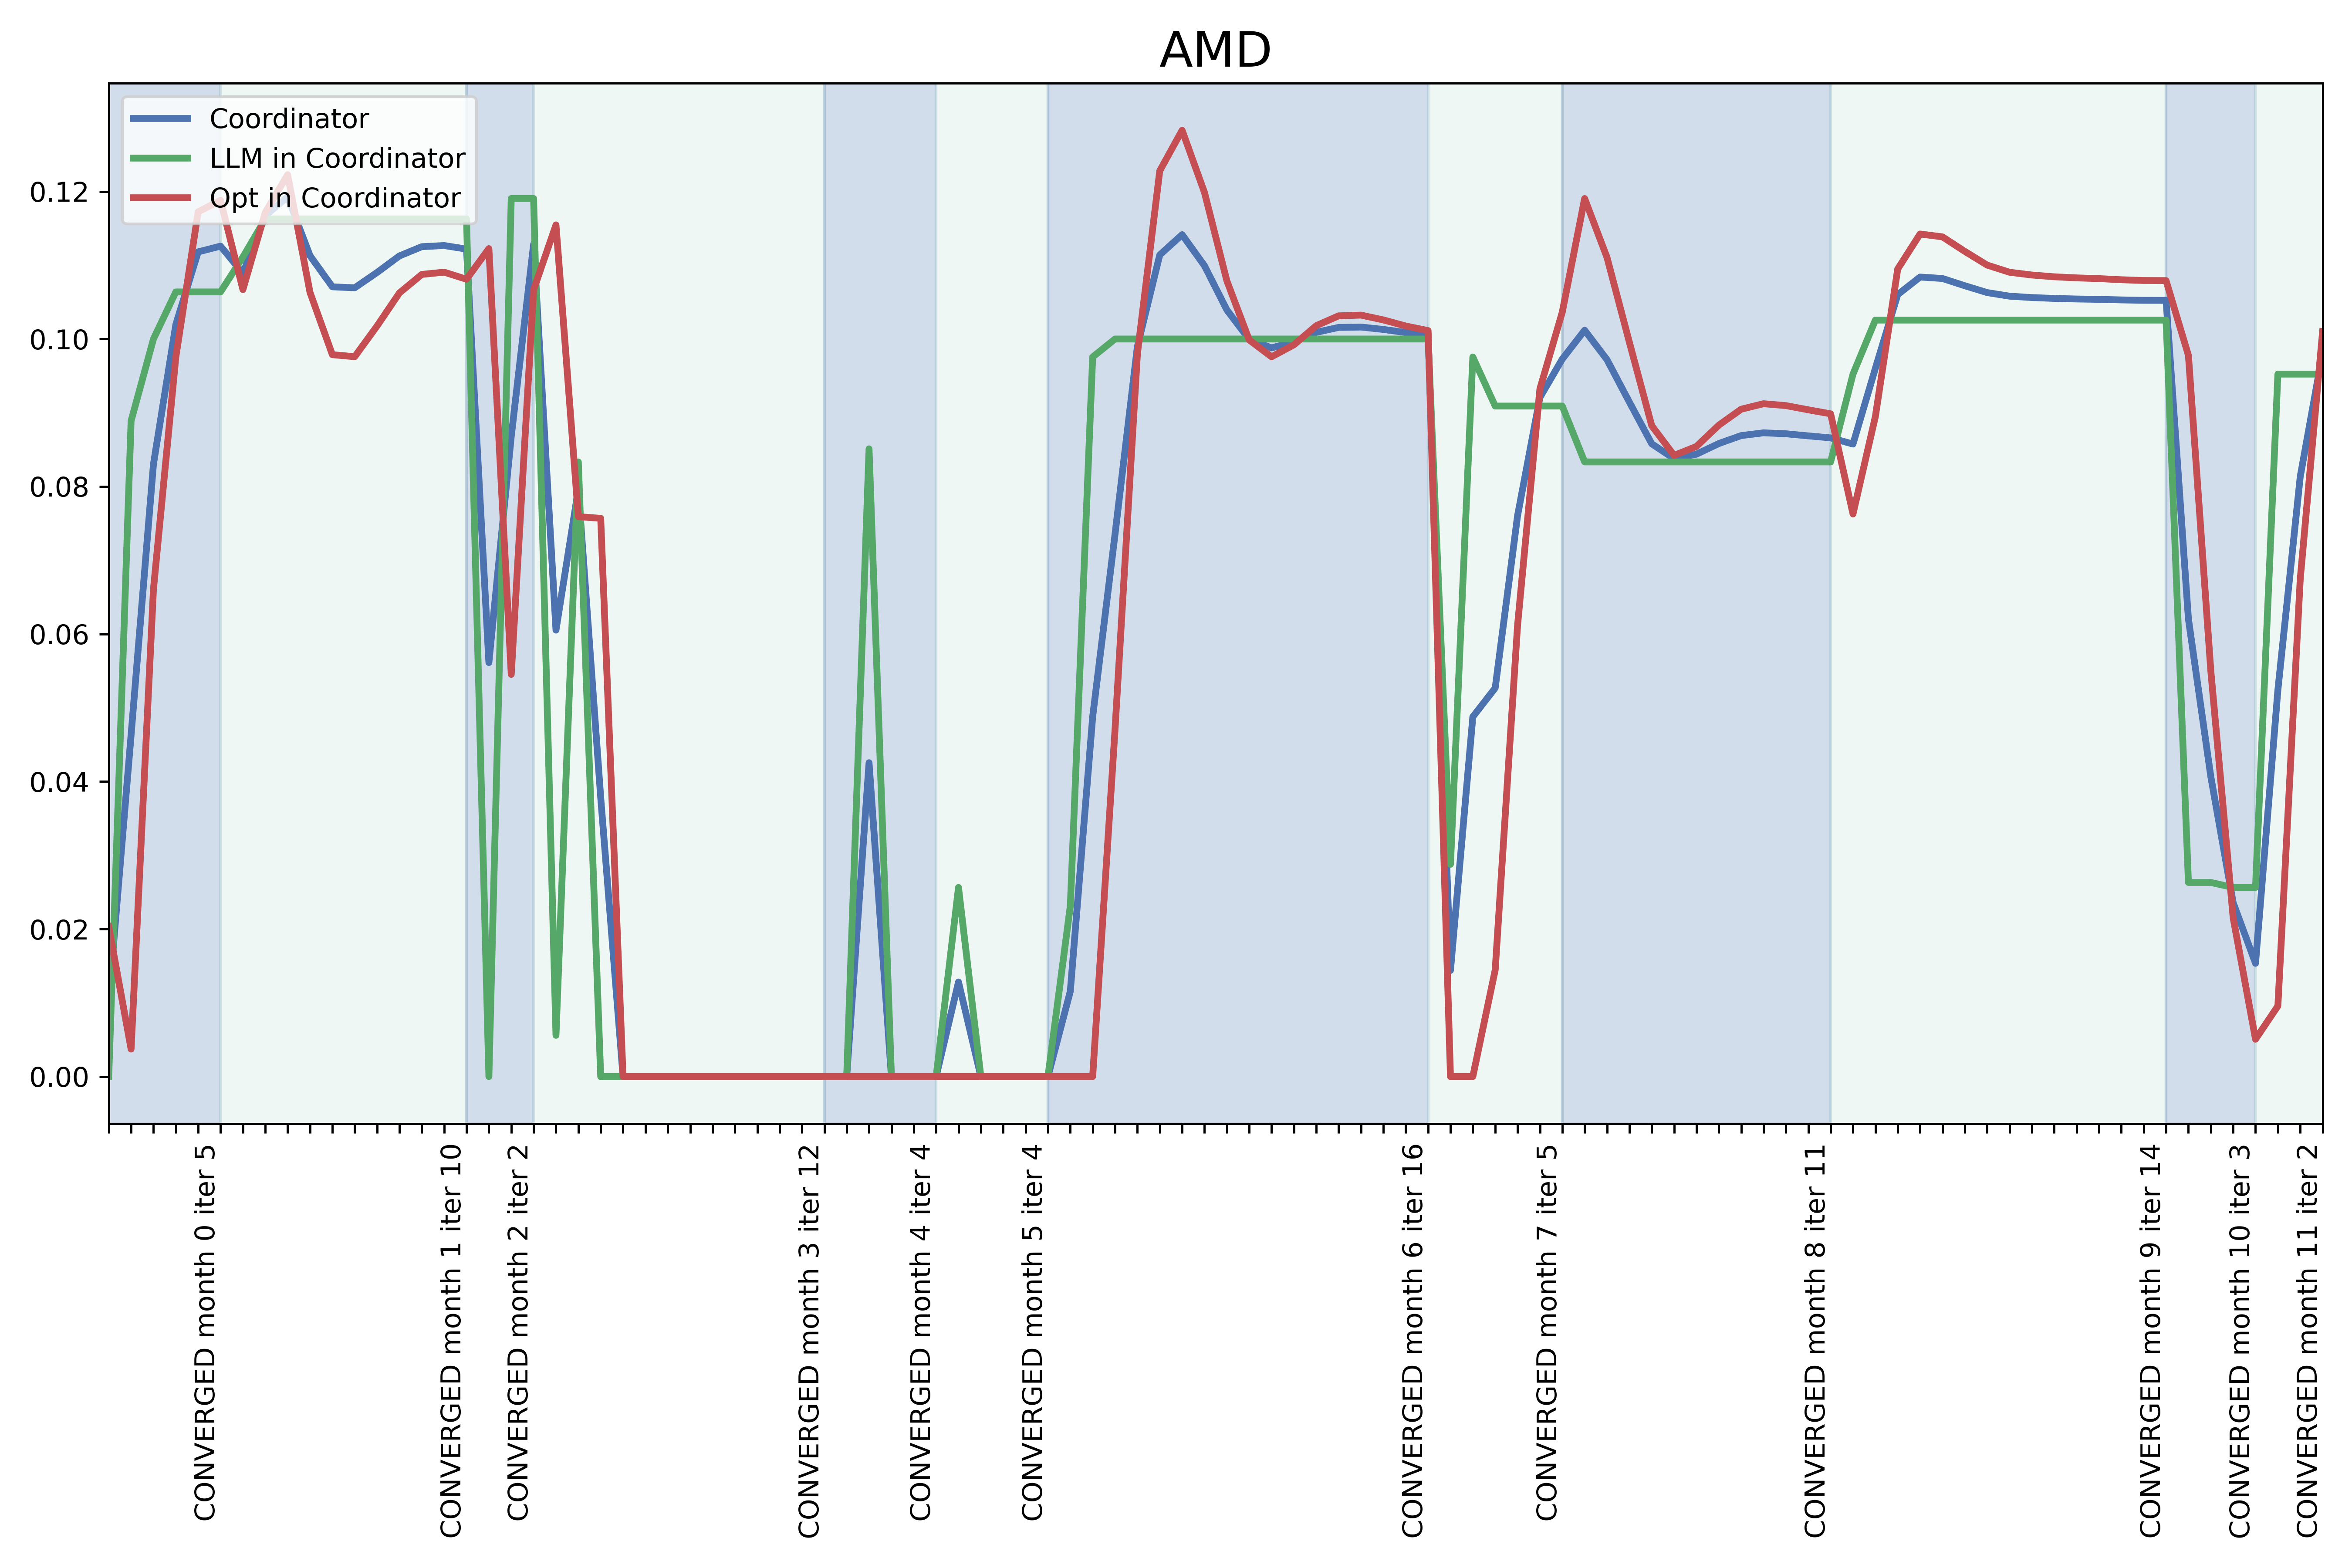 AMD
Coordinator
LLM in Coordinator
Opt in Coordinator
0.12
0.10
0.08
0.06
0.04
0.02
0.00
CONVERGED month 0 iter 5
CONVERGED month 1 iter 10
CONVERGED month 2 iter 2
CONVERGED month 3 iter 12
CONVERGED month 4 iter 4
CONVERGED month 5 iter 4
CONVERGED month 6 iter 16
CONVERGED month 7 iter 5
CONVERGED month 8 iter 11
CONVERGED month 9 iter 14
CONVERGED month 10 iter 3
CONVERGED month 11 iter 2